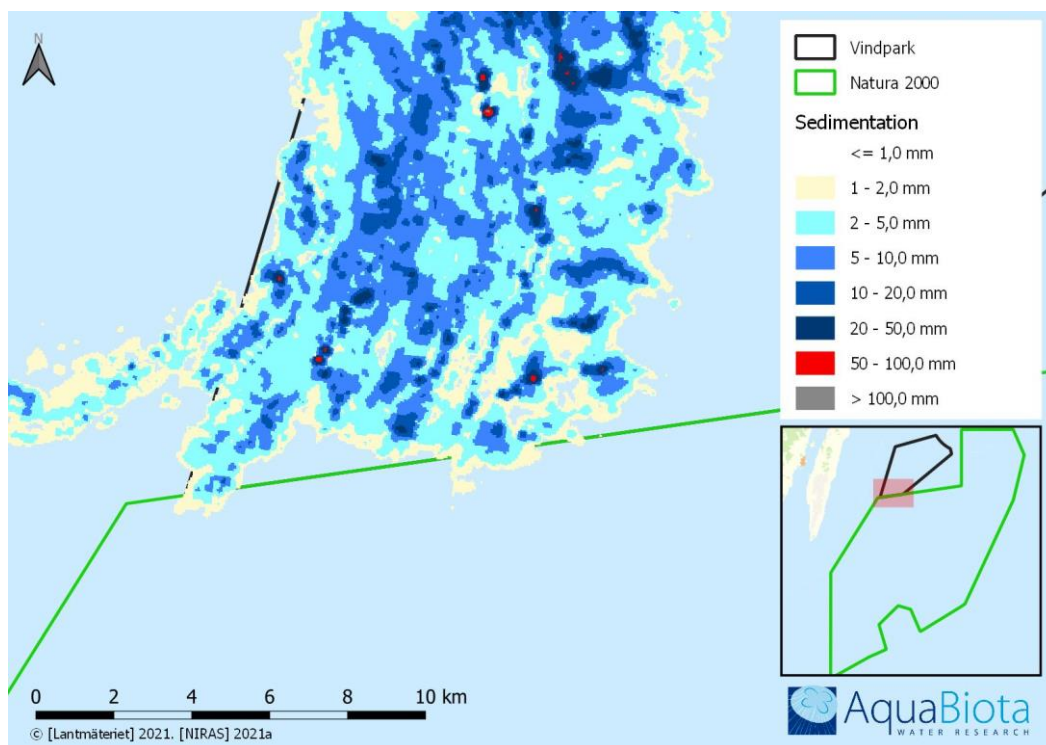 N
Vindpark
Natura 2000
Sedimentation
<= 1,0 mm
1 - 2,0 mm
2 - 5,0 mm
5 - 10,0 mm
10 - 20,0 mm
20 - 50,0 mm
50 - 100,0 mm
> 100,0 mm
0 2 4 6 8 10 km
© [Lantmäteriet] 2021. [NIRAS] 2021a
AquaBiota
WATER RESEARCH